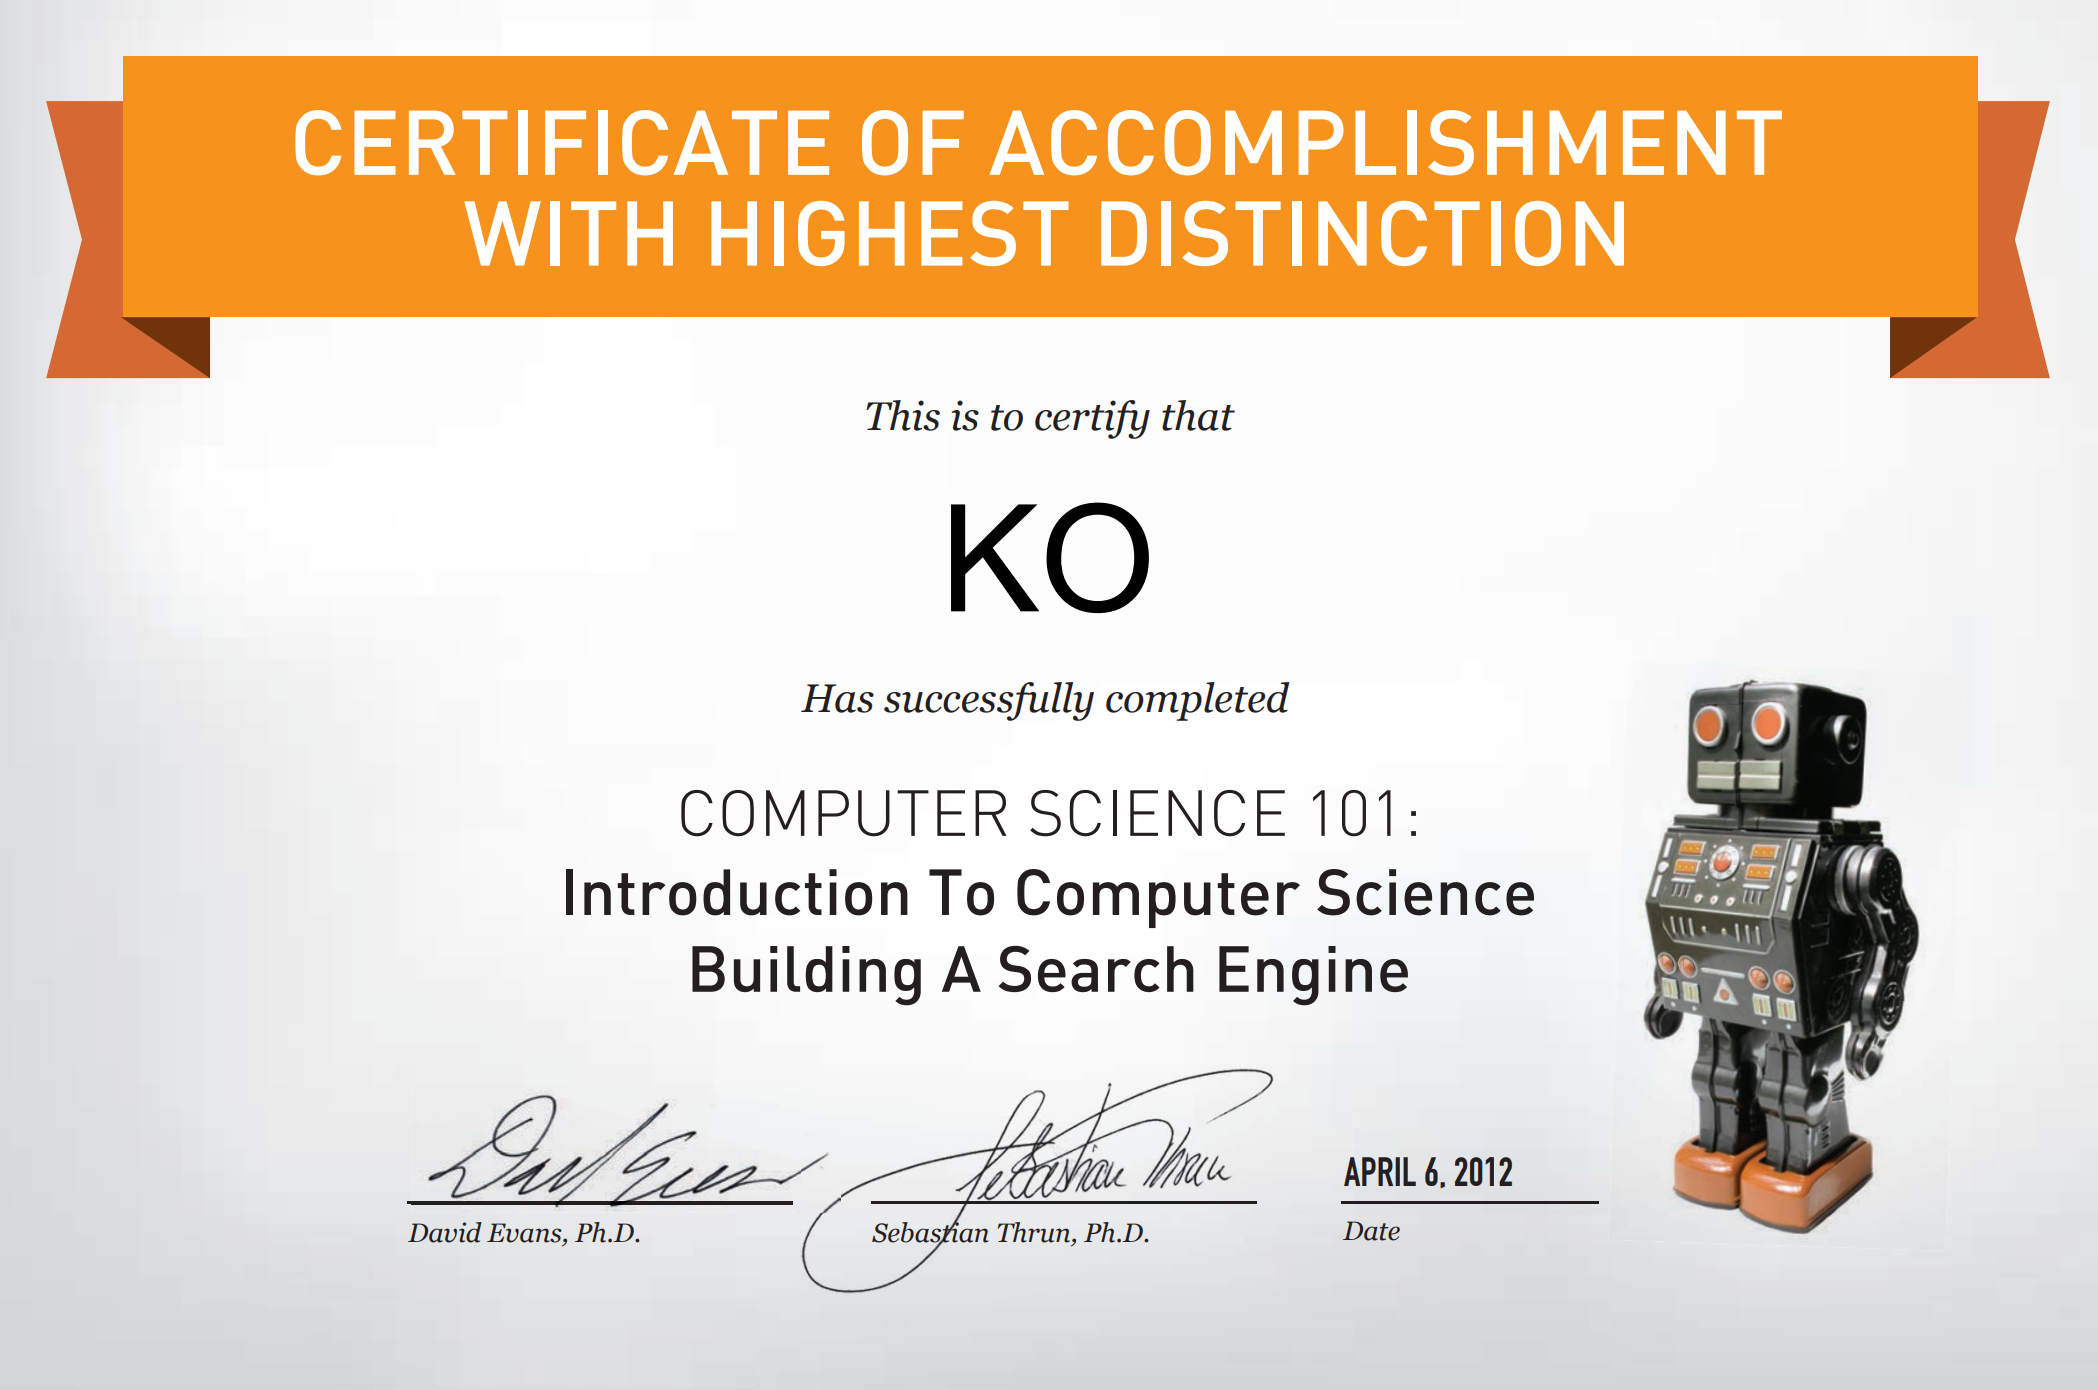 CERTIFICATE OF ACCOMPLISHMENT
WITH HIGHEST DISTINCTION
This is to certify that
KO
Has successfully completed
COMPUTER SCIENCE 101:
Introduction To Computer Science
Building A Search Engine
David Evans
Sebastian Thrun
APRIL 6, 2012
David Evans, Ph.D.
Sebastian Thrun, Ph.D.
Date